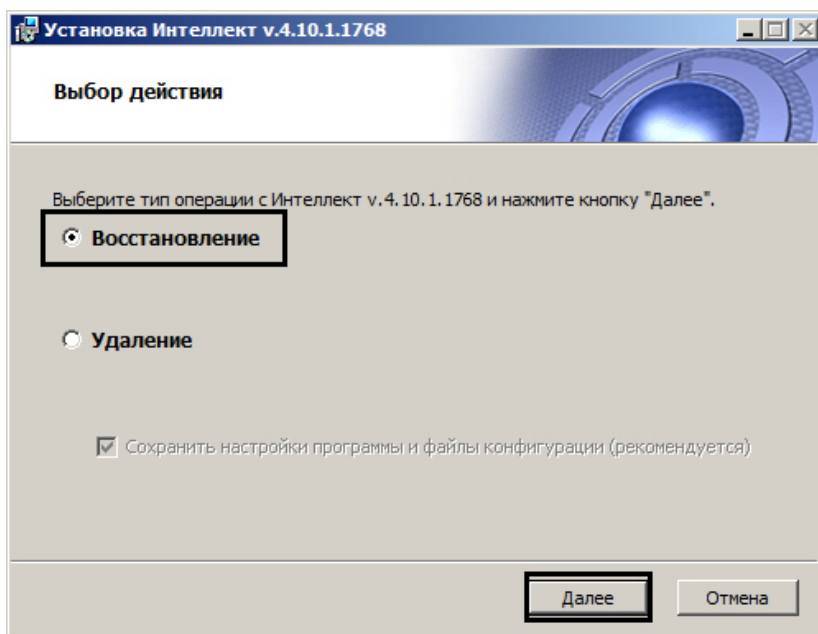 Установка Интеллект v.4.10.1.1768
Выбор действия
Выберите тип операции с Интеллект v.4.10.1.1768 и нажмите кнопку "Далее".
Восстановление
Удаление
Сохранить настройки программы и файлы конфигурации (рекомендуется)
Далее
Отмена